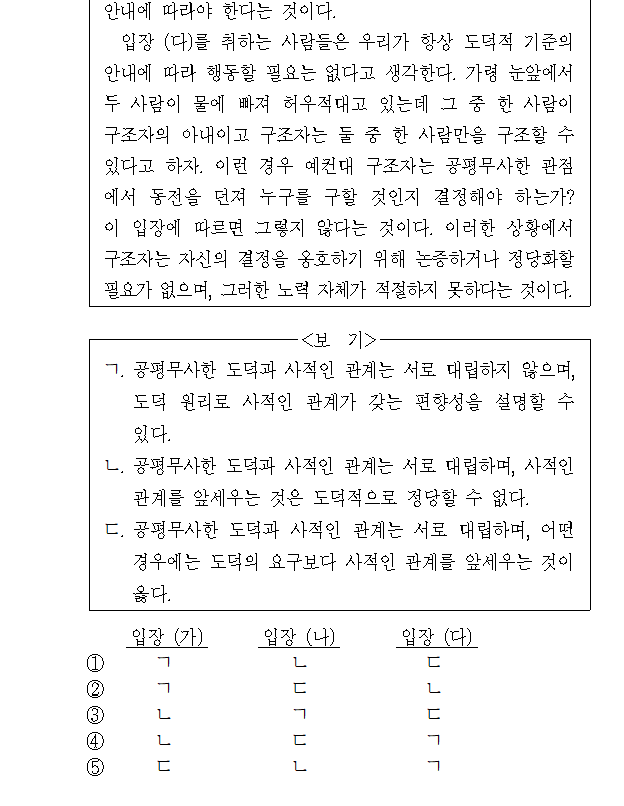 안내에 따라야 한다는 것이다.
입장 (다)를 취하는 사람들은 우리가 항상 도덕적 기준의
안내에 따라 행동할 필요는 없다고 생각한다. 가령 눈앞에서
두 사람이 물에 빠져 허우적대고 있는데 그 중 한 사람이
구조자의 아내이고 구조자는 둘 중 한 사람만을 구조할 수
있다고 하자. 이런 경우 예컨대 구조자는 공평무사한 관점
에서 동전을 던져 누구를 구할 것인지 결정해야 하는가?
이 입장에 따르면 그렇지 않다는 것이다. 이러한 상황에서
구조자는 자신의 결정을 옹호하기 위해 논증하거나 정당화할
필요가 없으며, 그러한 노력 자체가 적절하지 못하다는 것이다.
<보 기>
ㄱ. 공평무사한 도덕과 사적인 관계는 서로 대립하지 않으며,
도덕 원리로 사적인 관계가 갖는 편향성을 설명할 수
있다.
ㄴ. 공평무사한 도덕과 사적인 관계는 서로 대립하며, 사적인
관계를 앞세우는 것은 도덕적으로 정당할 수 없다.
ㄷ. 공평무사한 도덕과 사적인 관계는 서로 대립하며, 어떤
경우에는 도덕의 요구보다 사적인 관계를 앞세우는 것이
옳다.
입장 (가) 입장 (나) 입장 (다)
① ㄱ ㄴ ㄷ
② ㄱ ㄷ ㄴ
③ ㄴ ㄱ ㄷ
④ ㄴ ㄷ ㄱ
⑤ ㄷ ㄴ ㄱ